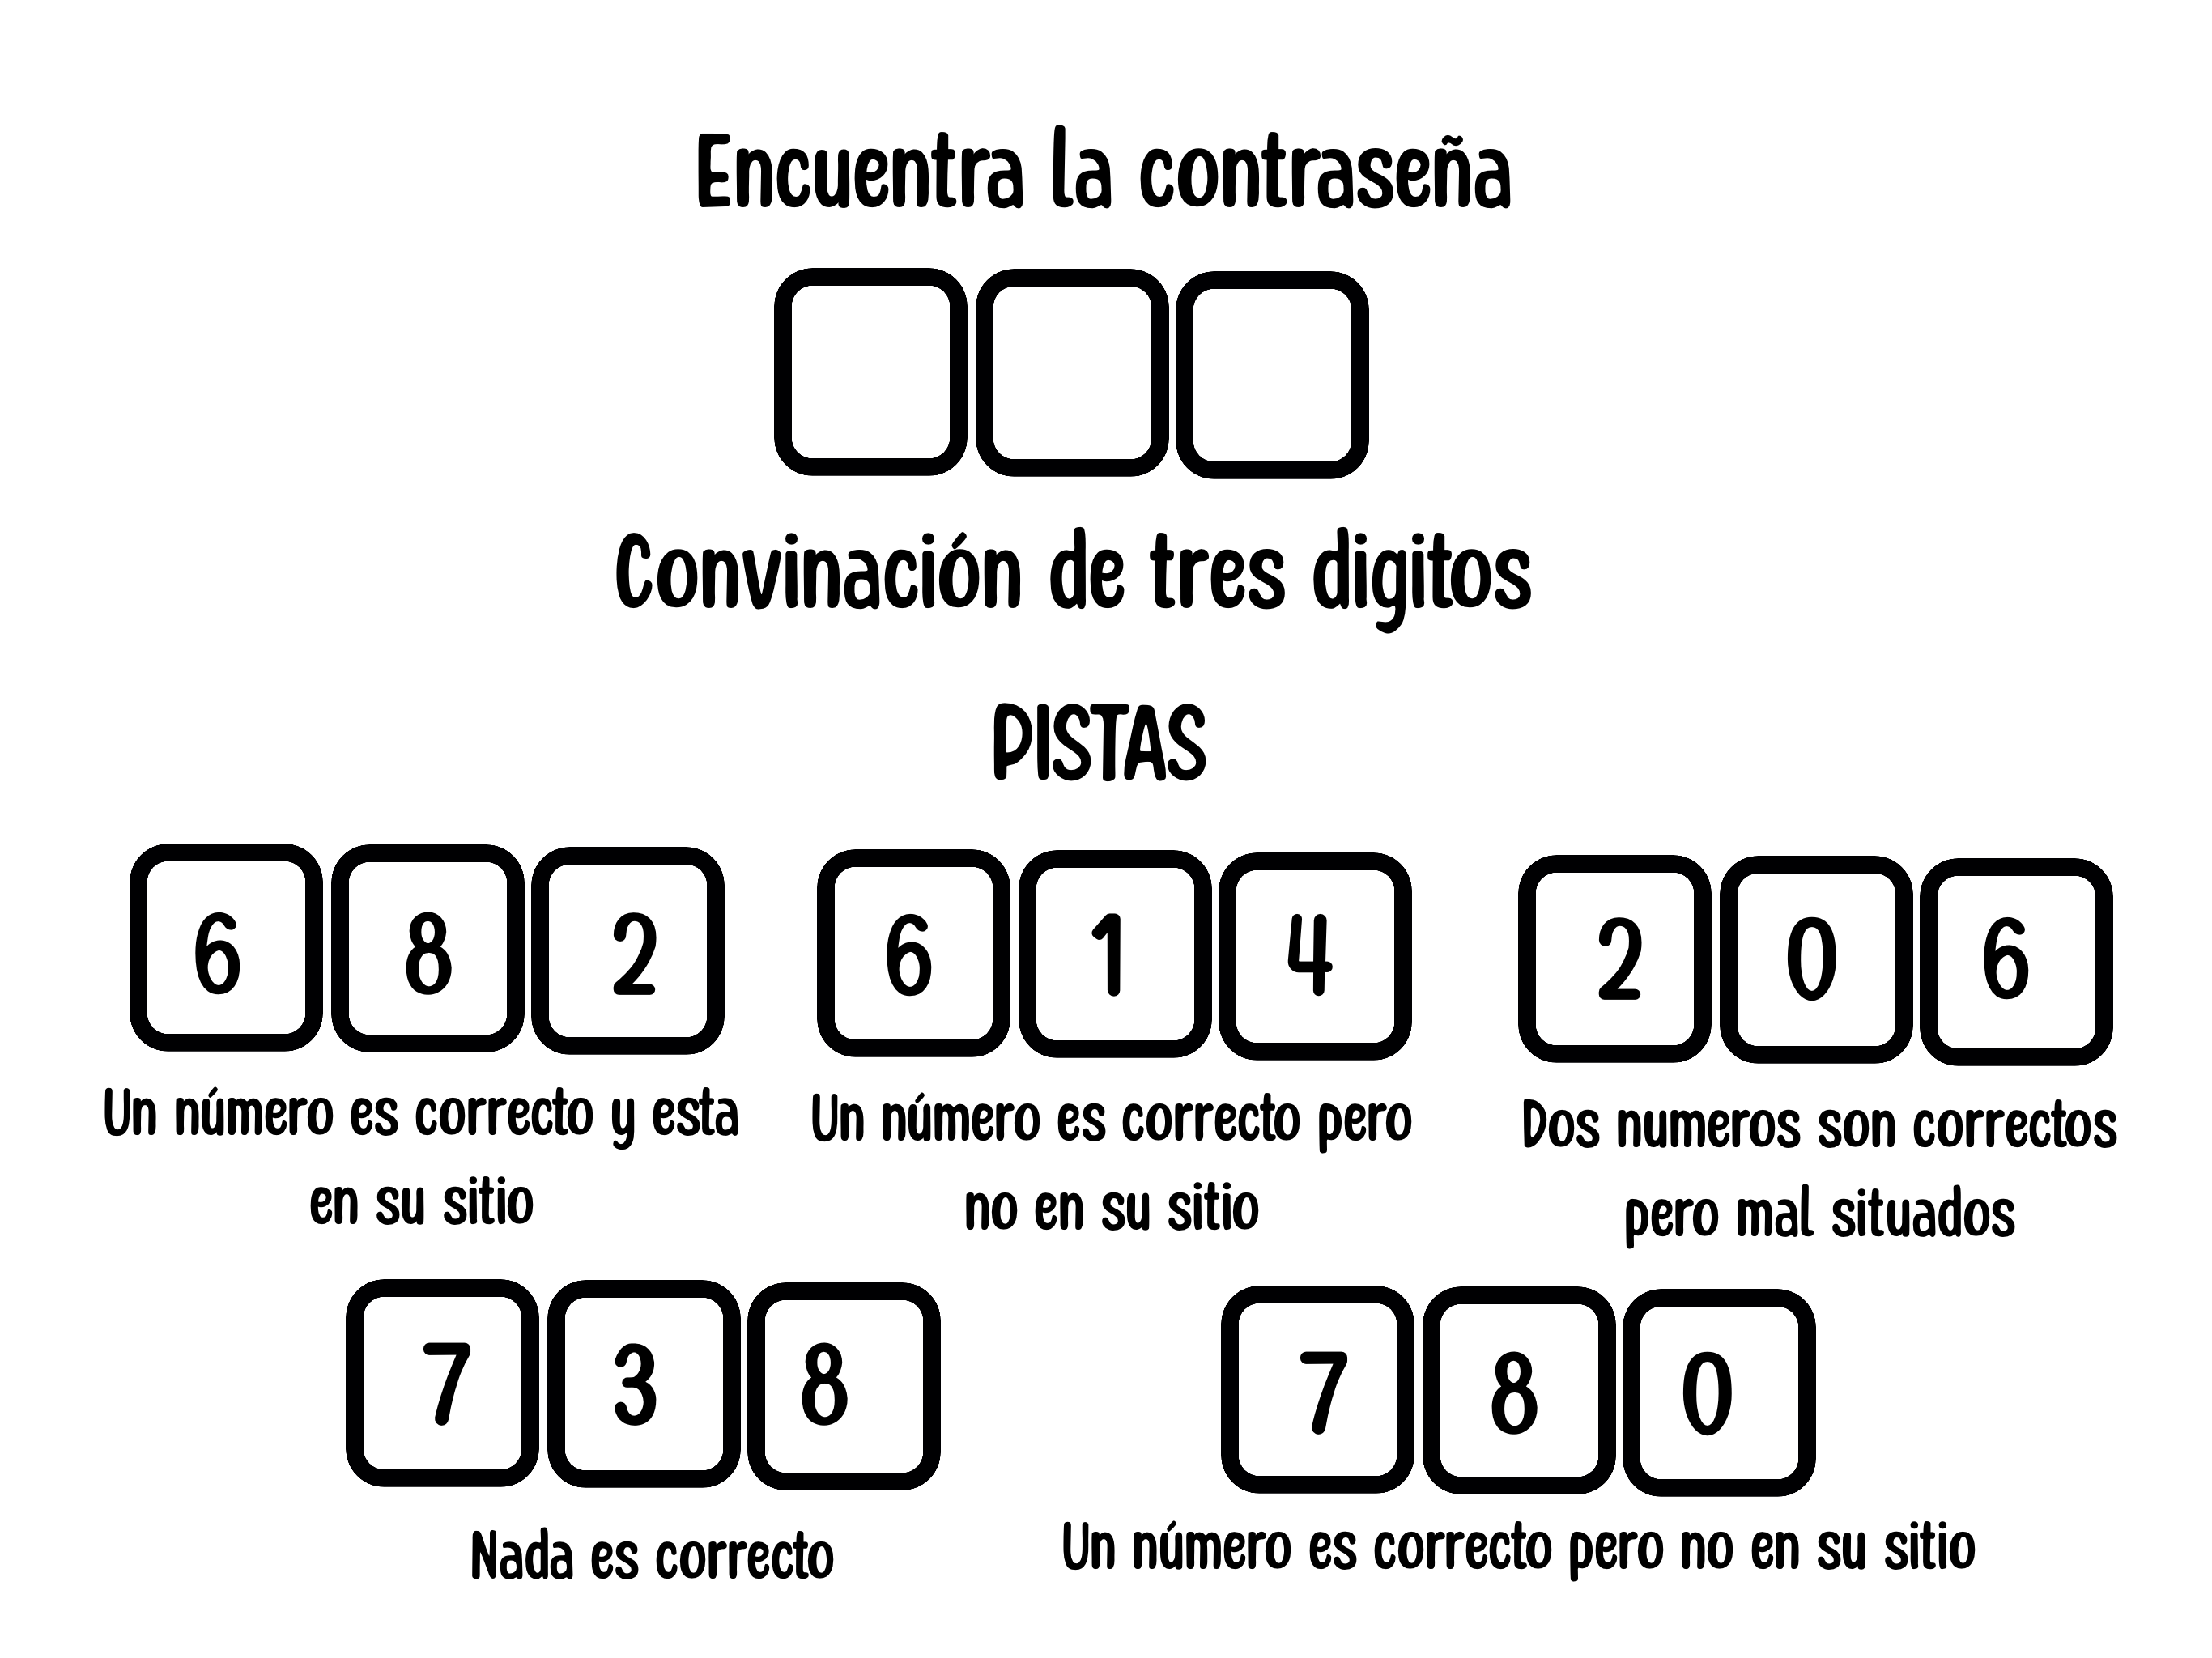 Encuentra la contraseña
Convinación de tres digitos
PISTAS
6 8 2
Un número es correcto y esta
en su sitio
6 1 4
Un número es correcto pero
no en su sitio
2 0 6
Dos numeros son correctos
pero mal situados
7 3 8
Nada es correcto
7 8 0
Un número es correcto pero no en su sitio